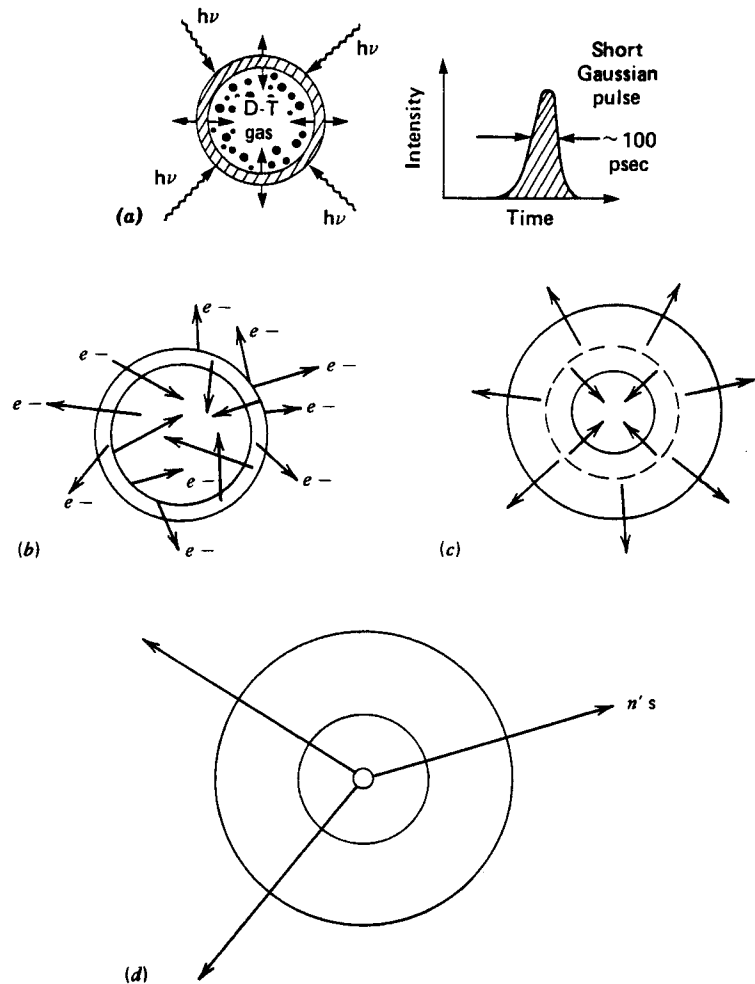 hν
hν
D-T
gas
hν
hν
(a)
Intensity
Time
Short
Gaussian
pulse
~ 100
psec
e −
e −
e −
e −
e −
e −
e −
e −
e −
e −
(b)
(c)
n' s
(d)